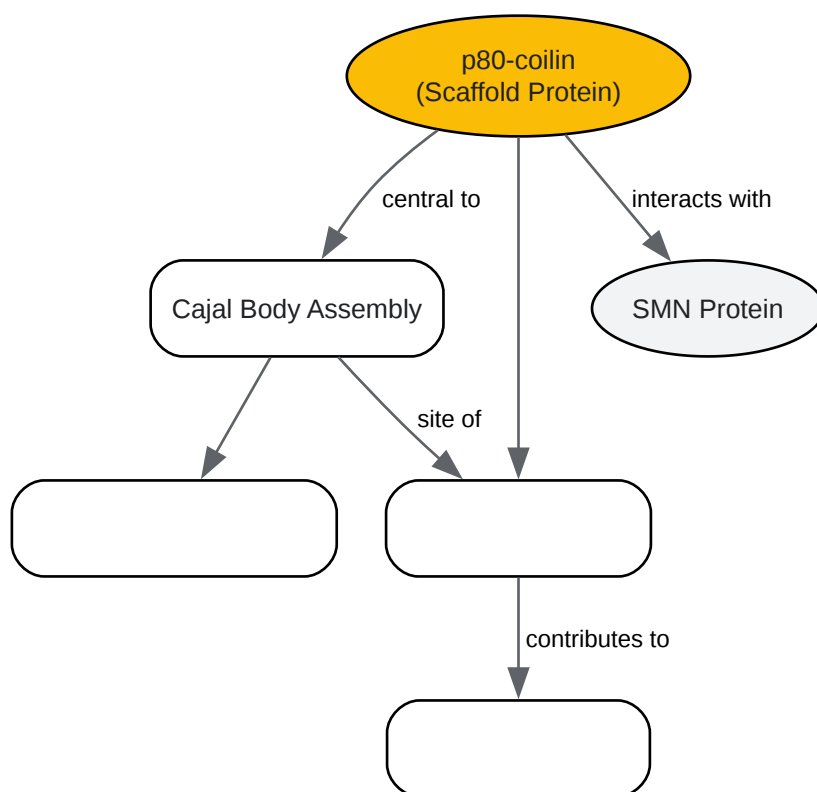 p80-coilin
(Scaffold Protein)
central to
interacts with
Cajal Body Assembly
SMN Protein
site of
contributes to